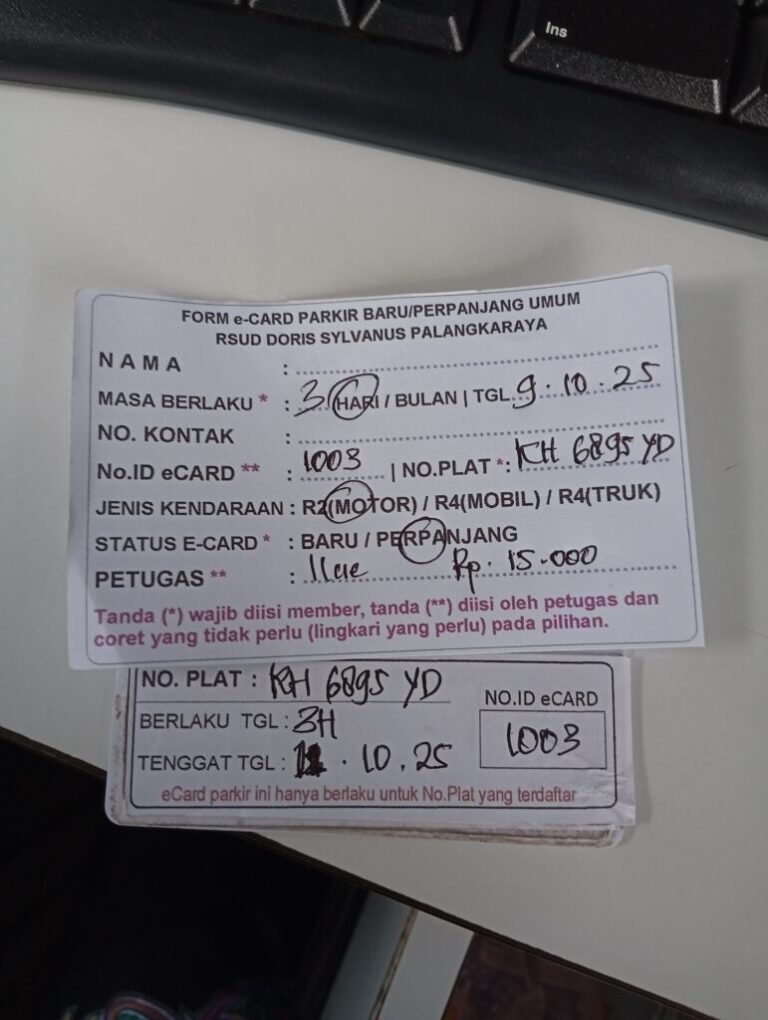 Ins
FORM e-CARD PARKIR BARU/PERPANJANG UMUM
RSUD DORIS SYLVANUS PALANGKARAYA
NAMA :
MASA BERLAKU * : 3 HARI / BULAN | TGL. 9 . 10 . 25
NO. KONTAK :
No.ID eCARD ** : 1003 | NO.PLAT *: KH 6895 YD
JENIS KENDARAAN : R2(MOTOR) / R4(MOBIL) / R4(TRUK)
STATUS E-CARD * : BARU / PERPANJANG
PETUGAS ** : Rp. 15.000
Tanda (*) wajib diisi member, tanda (**) diisi oleh petugas dan
coret yang tidak perlu (lingkari yang perlu) pada pilihan.
NO. PLAT : KH 6895 YD
NO.ID eCARD
BERLAKU TGL : 3H
1003
TENGGAT TGL : . 10 . 25
eCard parkir ini hanya berlaku untuk No.Plat yang terdaftar